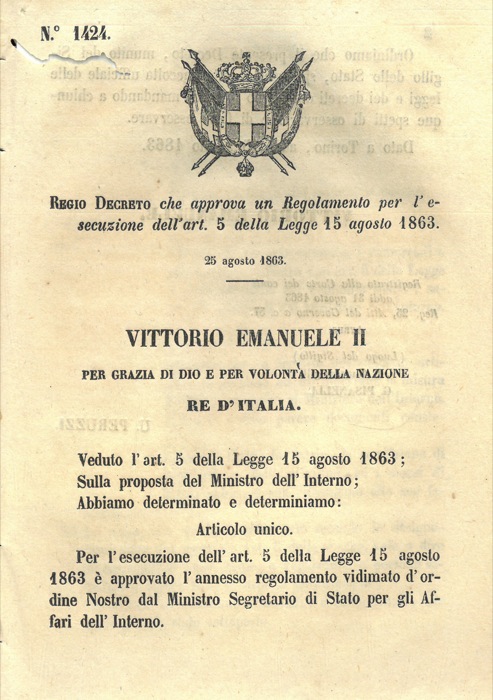 N.° 1424.
REGIO DECRETO che approva un Regolamento per l'e-
secuzione dell'art. 5 della Legge 15 agosto 1863.
25 agosto 1863.
VITTORIO EMANUELE II
PER GRAZIA DI DIO E PER VOLONTÀ DELLA NAZIONE
RE D'ITALIA.
Veduto l'art. 5 della Legge 15 agosto 1863;
Sulla proposta del Ministro dell'Interno;
Abbiamo determinato e determiniamo:
Articolo unico.
Per l'esecuzione dell'art. 5 della Legge 15 agosto
1863 è approvato l'annesso regolamento vidimato d'or-
dine Nostro dal Ministro Segretario di Stato per gli Af-
fari dell'Interno.